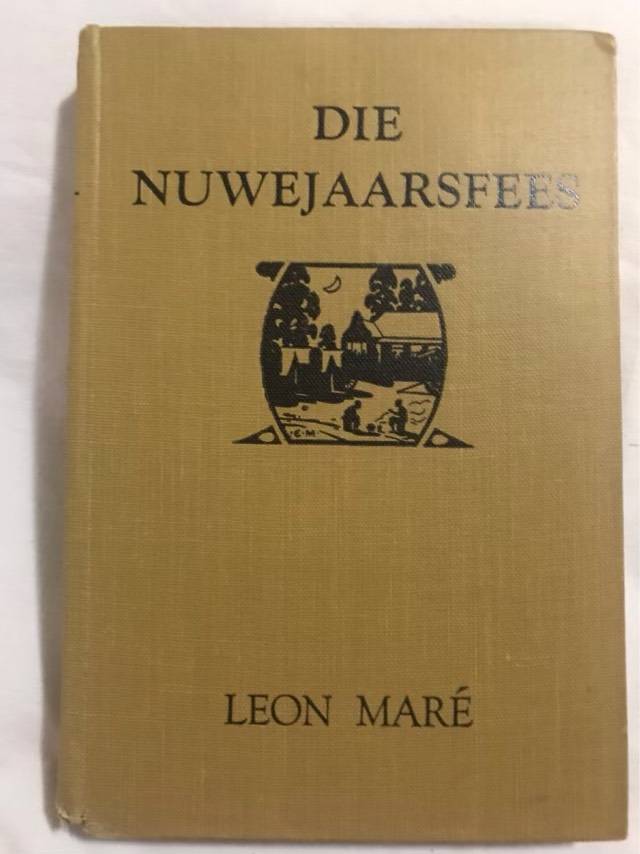 DIE
NUWEJAARSFEES
·E·M·
LEON MARÉ